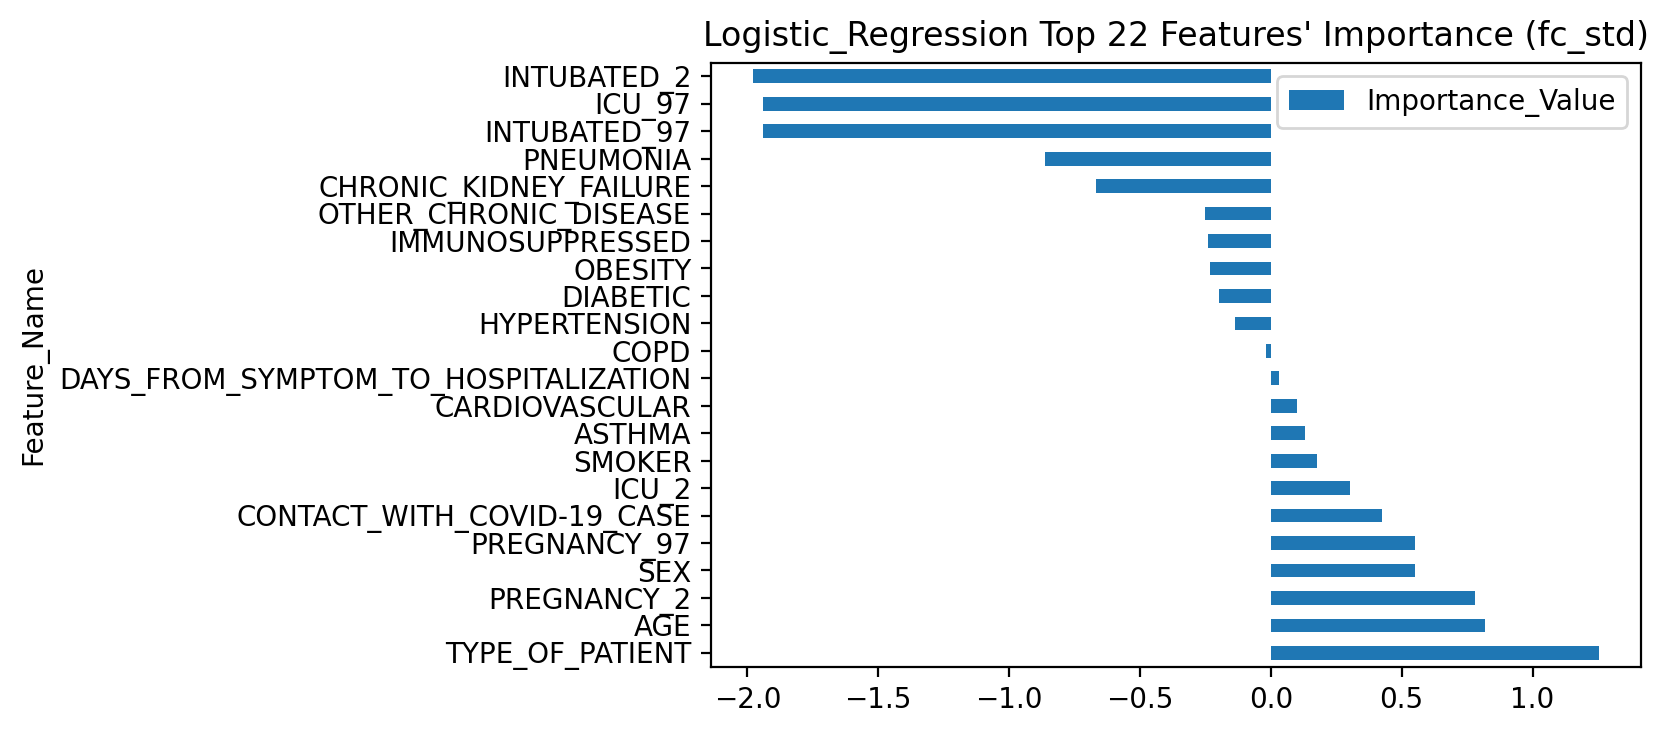 Logistic_Regression Top 22 Features' Importance (fc_std)
Importance_Value
Feature_Name
INTUBATED_2
ICU_97
INTUBATED_97
PNEUMONIA
CHRONIC_KIDNEY_FAILURE
OTHER_CHRONIC_DISEASE
IMMUNOSUPPRESSED
OBESITY
DIABETIC
HYPERTENSION
COPD
DAYS_FROM_SYMPTOM_TO_HOSPITALIZATION
CARDIOVASCULAR
ASTHMA
SMOKER
ICU_2
CONTACT_WITH_COVID-19_CASE
PREGNANCY_97
SEX
PREGNANCY_2
AGE
TYPE_OF_PATIENT
−2.0 −1.5 −1.0 −0.5 0.0 0.5 1.0